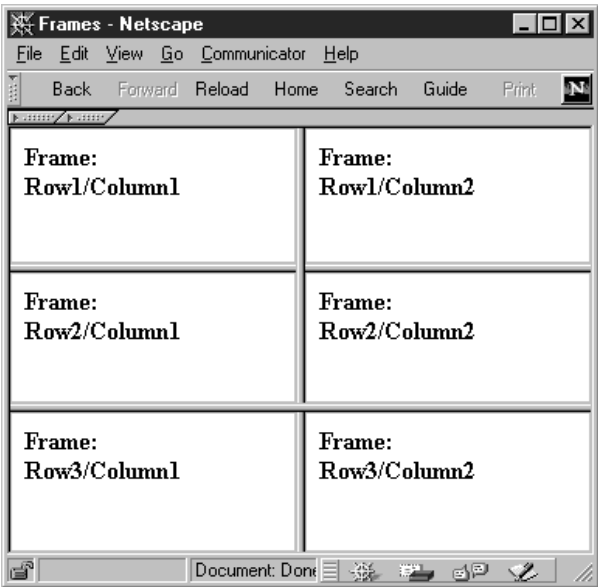 Frames - Netscape
File Edit View Go Communicator Help
Back Forward Reload Home Search Guide Print N
Frame:
Row1/Column1
Frame:
Row1/Column2
Frame:
Row2/Column1
Frame:
Row2/Column2
Frame:
Row3/Column1
Frame:
Row3/Column2
Document: Done